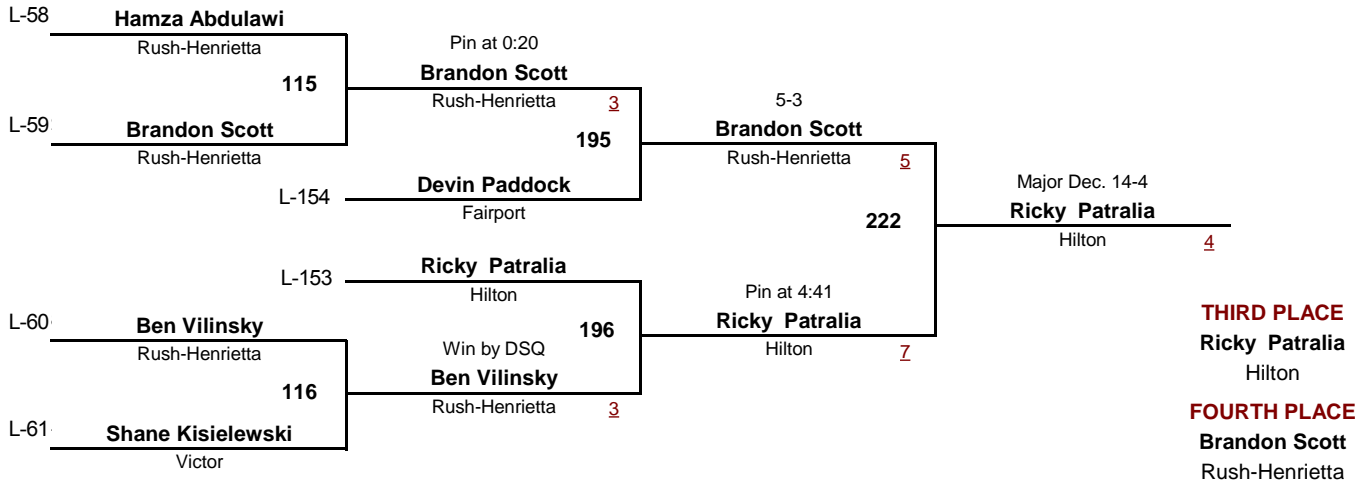 L-58
Hamza Abdulawi
Rush-Henrietta
115
L-59
Brandon Scott
Rush-Henrietta
Pin at 0:20
Brandon Scott
Rush-Henrietta
3
195
L-154
Devin Paddock
Fairport
5-3
Brandon Scott
Rush-Henrietta
5
222
Major Dec. 14-4
Ricky Patralia
Hilton
4
L-153
Ricky Patralia
Hilton
196
Pin at 4:41
Ricky Patralia
Hilton
7
L-60
Ben Vilinsky
Rush-Henrietta
116
Win by DSQ
Ben Vilinsky
Rush-Henrietta
3
L-61
Shane Kisielewski
Victor
THIRD PLACE
Ricky Patralia
Hilton
FOURTH PLACE
Brandon Scott
Rush-Henrietta